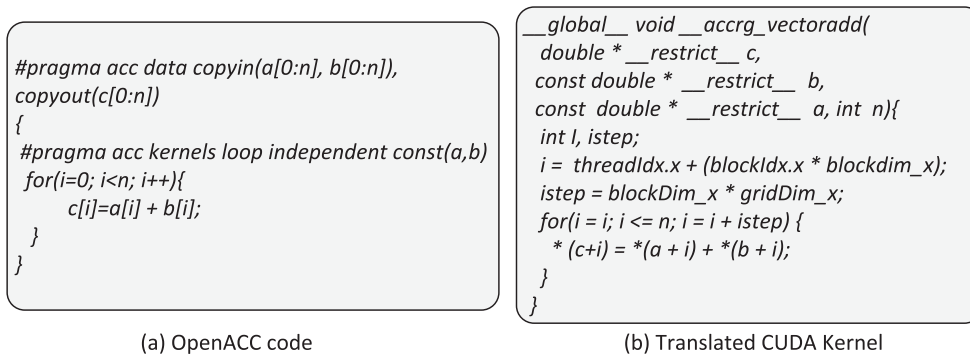 #pragma acc data copyin(a[0:n], b[0:n]),
copyout(c[0:n])
{
#pragma acc kernels loop independent const(a,b)
for(i=0; i<n; i++){
c[i]=a[i] + b[i];
}
}
(a) OpenACC code
__global__ void __accrg_vectoradd(
double * __restrict__ c,
const double * __restrict__ b,
const double * __restrict__ a, int n){
int I, istep;
i = threadIdx.x + (blockIdx.x * blockdim_x);
istep = blockDim_x * gridDim_x;
for(i = i; i <= n; i = i + istep) {
* (c+i) = *(a + i) + *(b + i);
}
}
(b) Translated CUDA Kernel